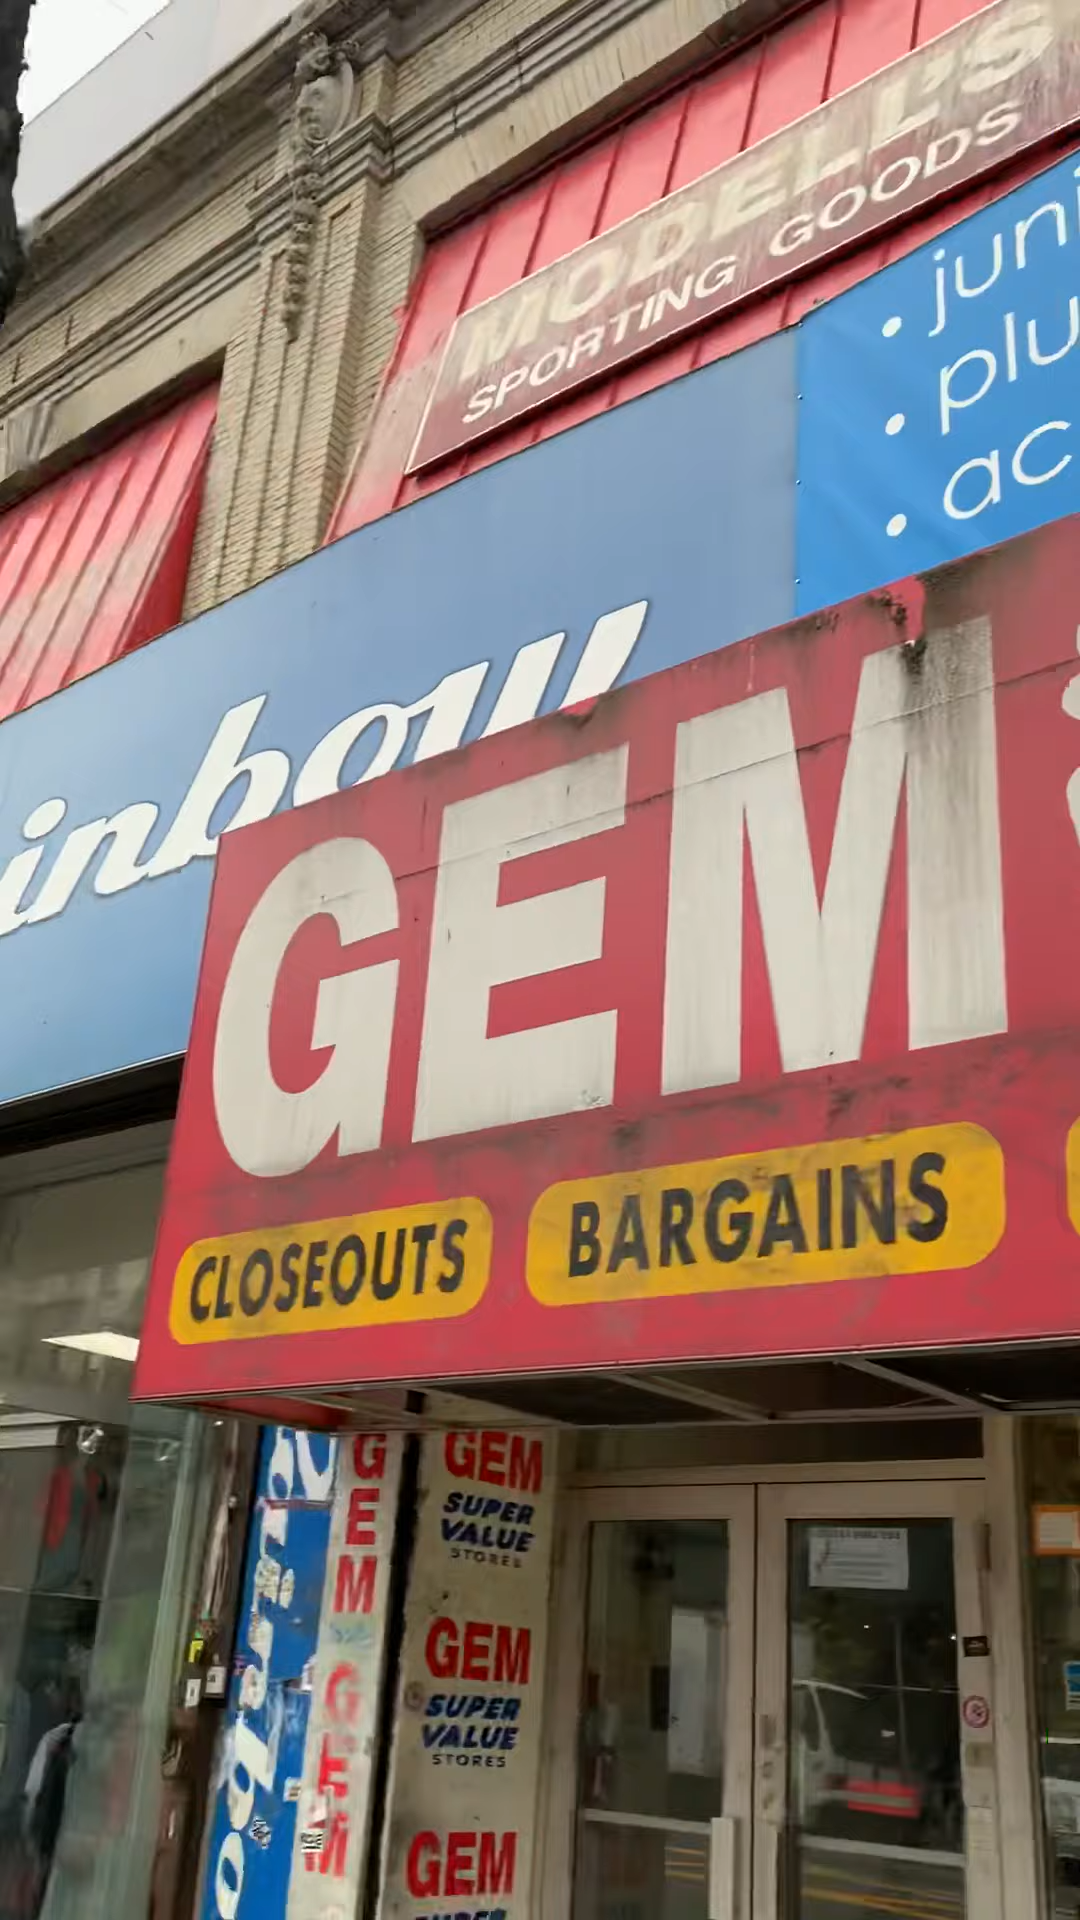 MODELL'S
SPORTING GOODS
juni
plu
ac
inbow
GEM
CLOSEOUTS
BARGAINS
GEM
GEM
GEM
SUPER
VALUE
STORES
GEM
SUPER
VALUE
STORES
GEM
SUPER